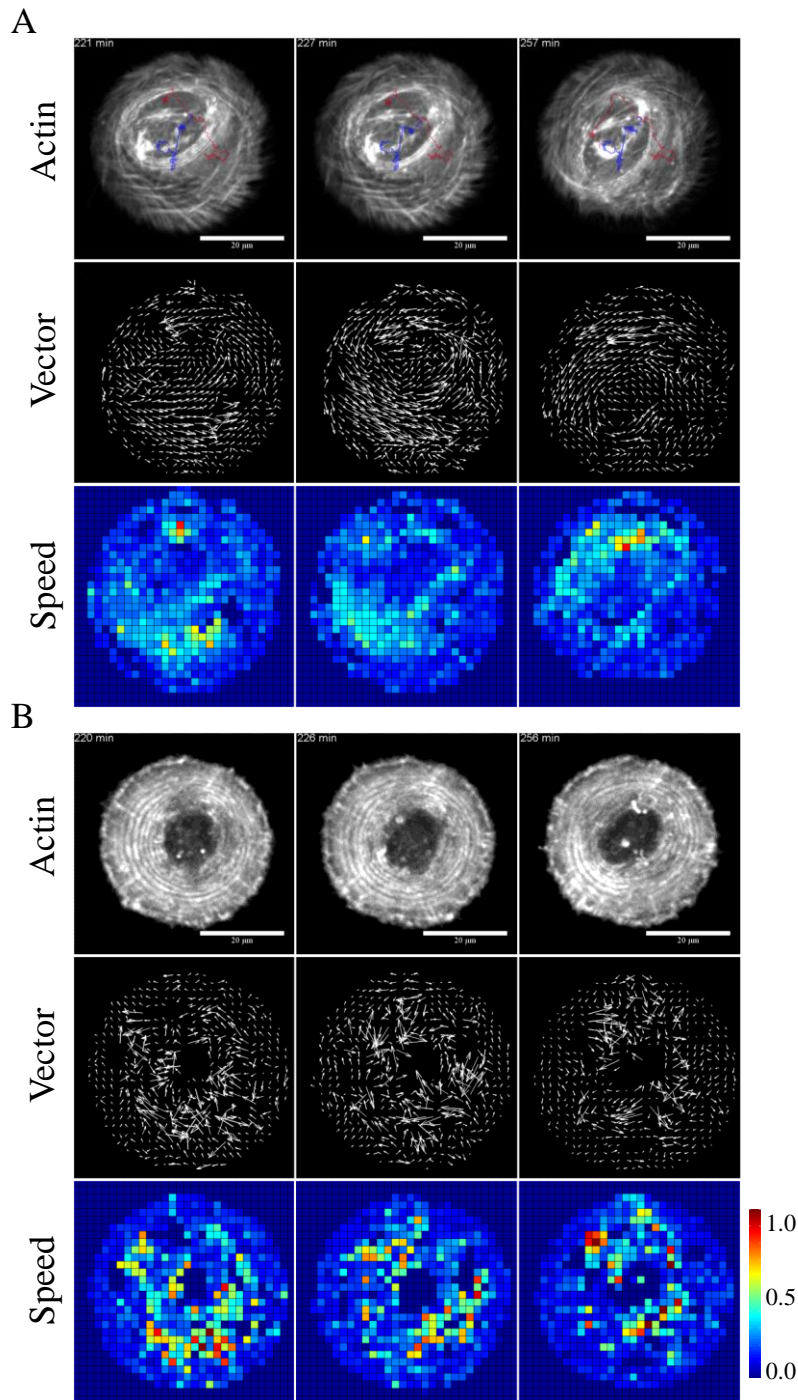 A
Actin
221 min
227 min
257 min
20 µm
20 µm
20 µm
Vector
Speed
B
Actin
220 min
226 min
256 min
20 µm
20 µm
20 µm
Vector
Speed
1.0
0.5
0.0